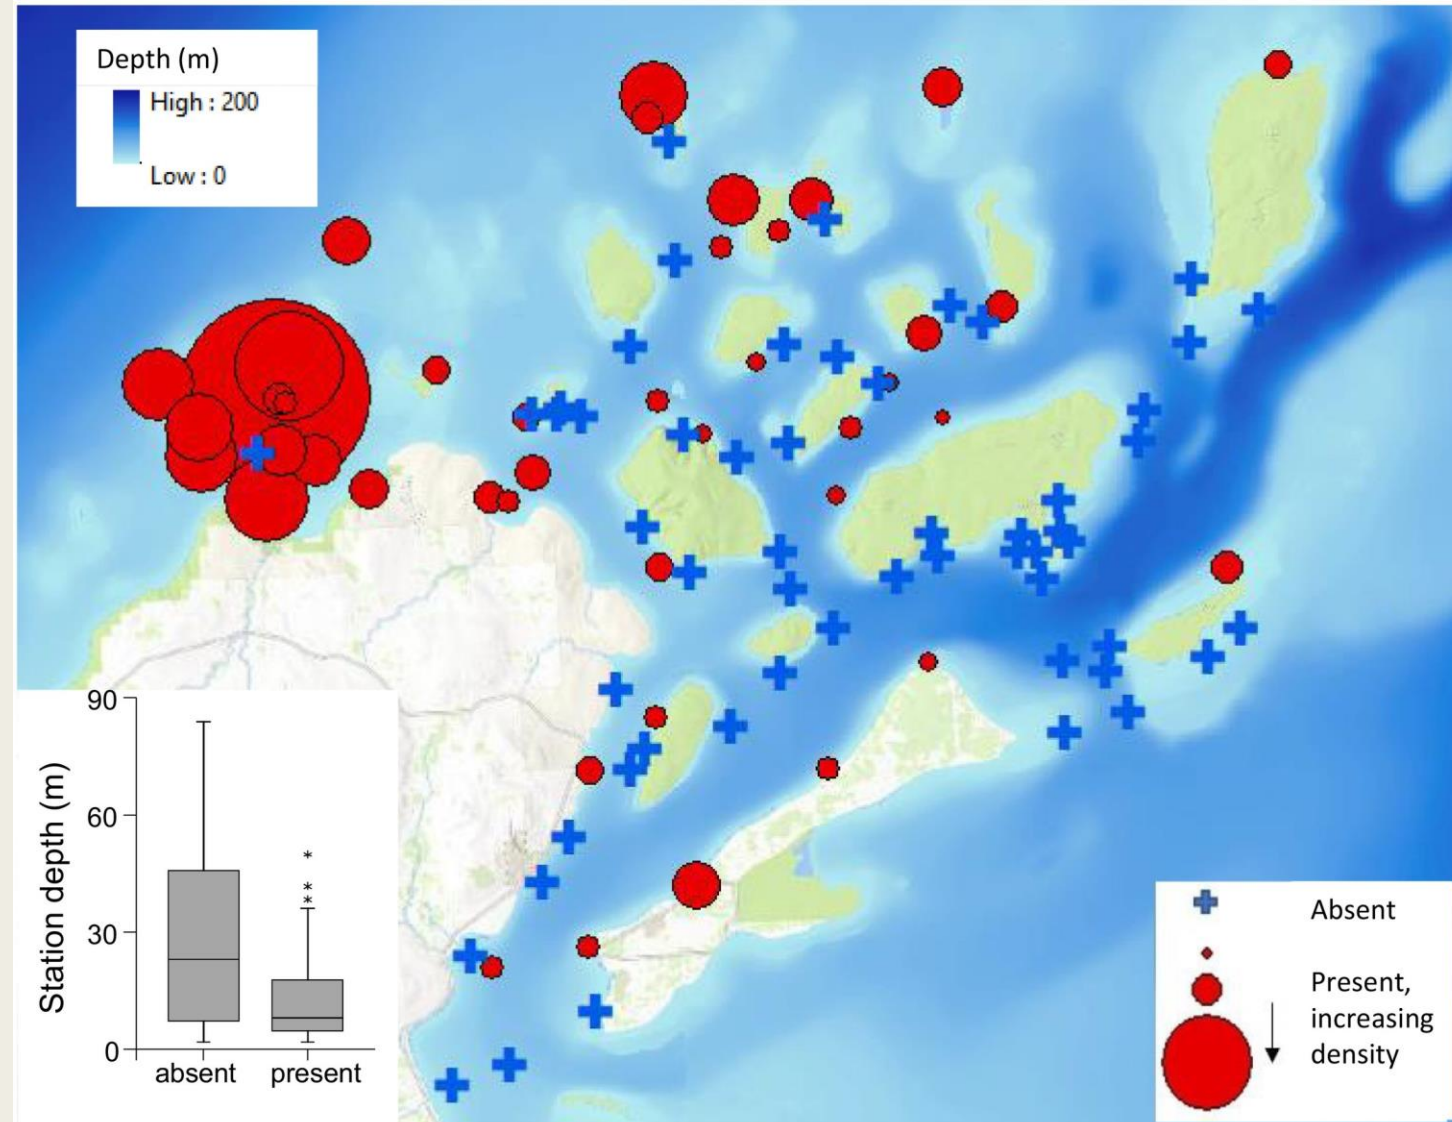 Depth (m)
High : 200
Low : 0
90
60
30
0
Station depth (m)
absent
present
*
*
*
Absent
Present,
increasing
density